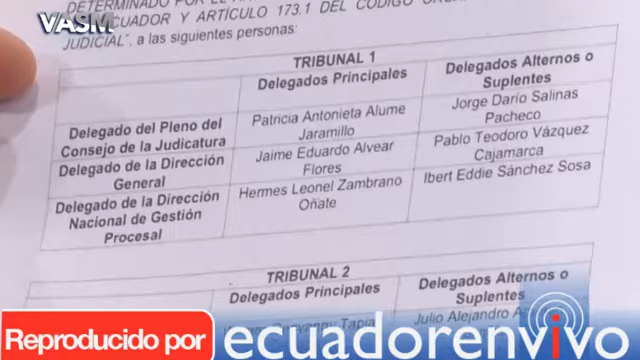 DETERMINADO POR
VASM
ECUADOR Y ARTÍCULO 173.1 DEL CÓDIGO
JUDICIAL", a las siguientes personas:
TRIBUNAL 1
Delegados Principales
Delegados Alternos o
Suplentes
Delegado del Pleno del
Consejo de la Judicatura
Patricia Antonieta Alume
Jaramillo
Jorge Darío Salinas
Pacheco
Delegado de la Dirección
General
Jaime Eduardo Alvear
Flores
Pablo Teodoro Vázquez
Cajamarca
Delegado de la Dirección
Nacional de Gestión
Procesal
Hermes Leonel Zambrano
Oñate
Ibert Eddie Sánchez Sosa
TRIBUNAL 2
Delegados Principales
Delegados Alternos o
Suplentes
Tapia
Julio Alejandro
Reproducido por
ecuadorenvivo